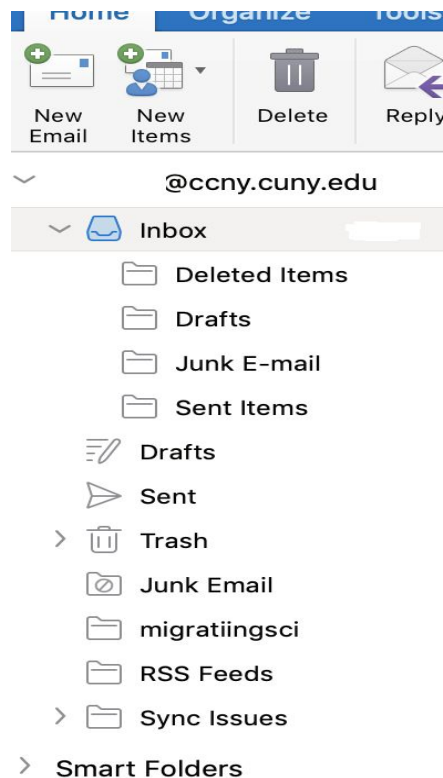 Home Organize Tools
New Email
New Items
Delete
Reply
@ccny.cuny.edu
Inbox
Deleted Items
Drafts
Junk E-mail
Sent Items
Drafts
Sent
Trash
Junk Email
migratiingsci
RSS Feeds
Sync Issues
Smart Folders